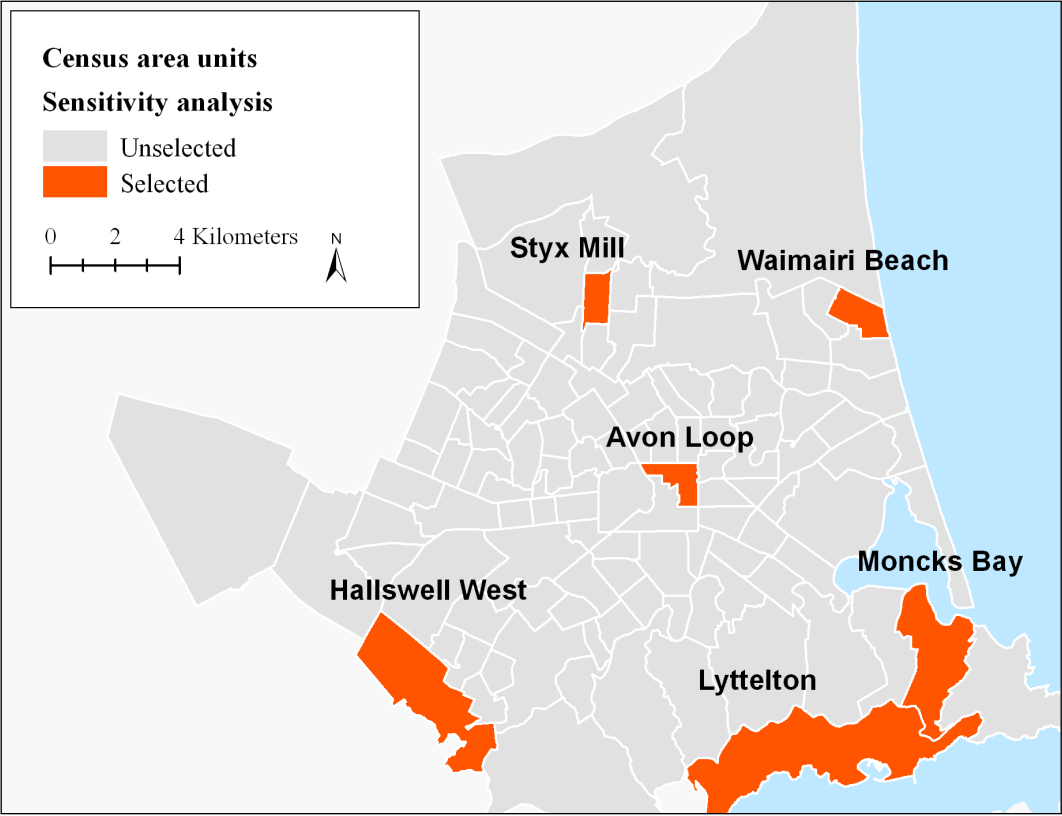 Census area units
Sensitivity analysis
Unselected
Selected
0 2 4 Kilometers
N
Styx Mill
Waimairi Beach
Avon Loop
Moncks Bay
Hallswell West
Lyttelton